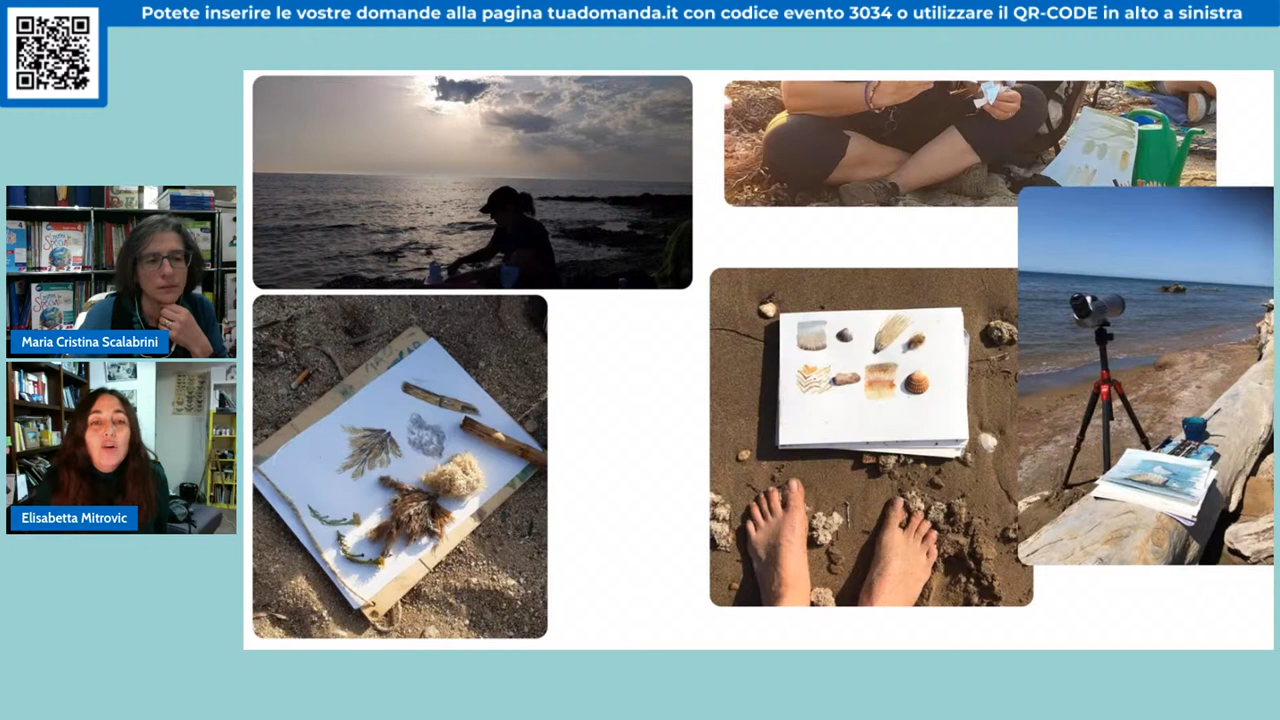 Potete inserire le vostre domande alla pagina tuadomanda.it con codice evento 3034 o utilizzare il QR-CODE in alto a sinistra
Maria Cristina Scalabrini
Elisabetta Mitrovic